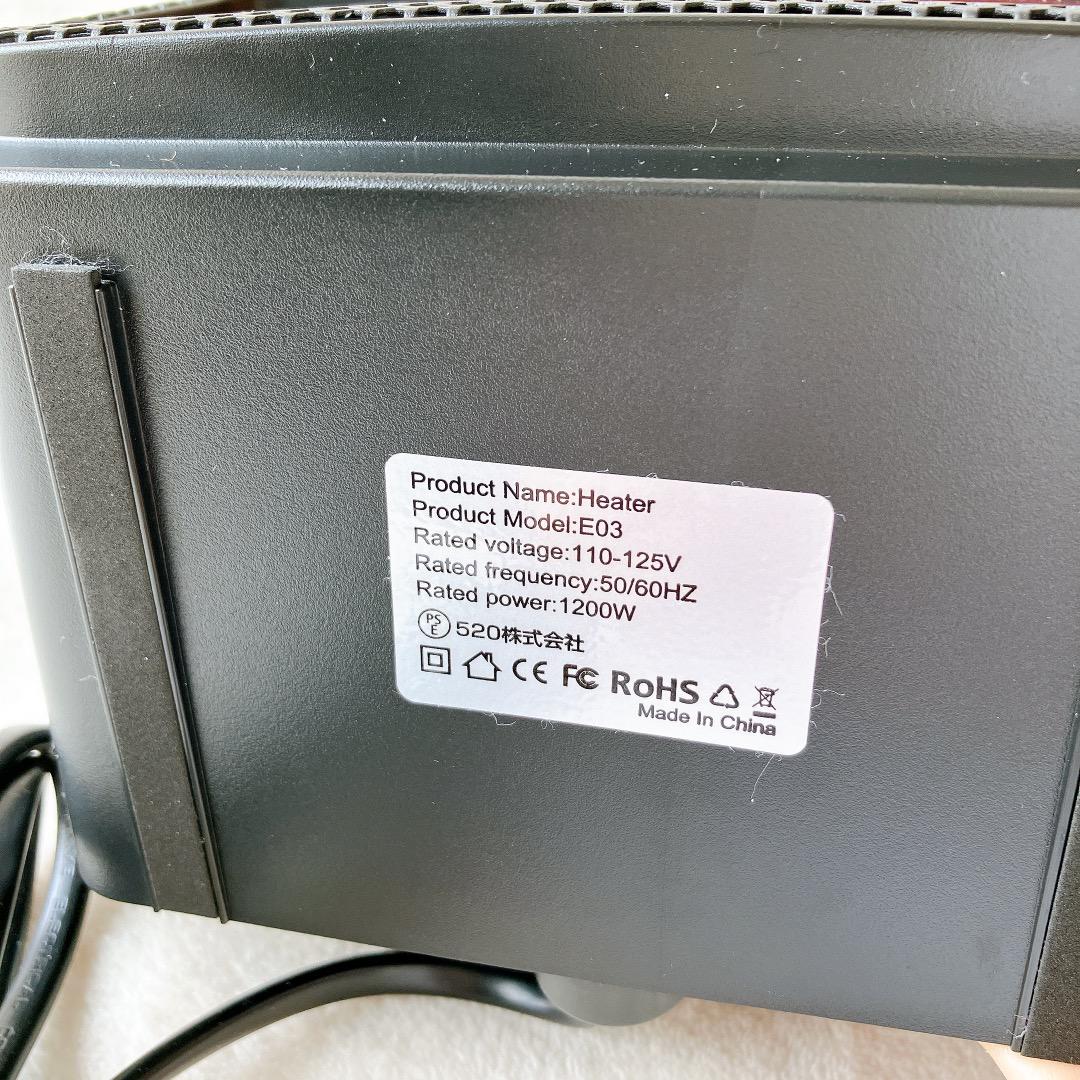 Product Name:Heater
Product Model:E03
Rated voltage:110-125V
Rated frequency:50/60HZ
Rated power:1200W
PSE 520株式会社
CE FC RoHS
Made In China